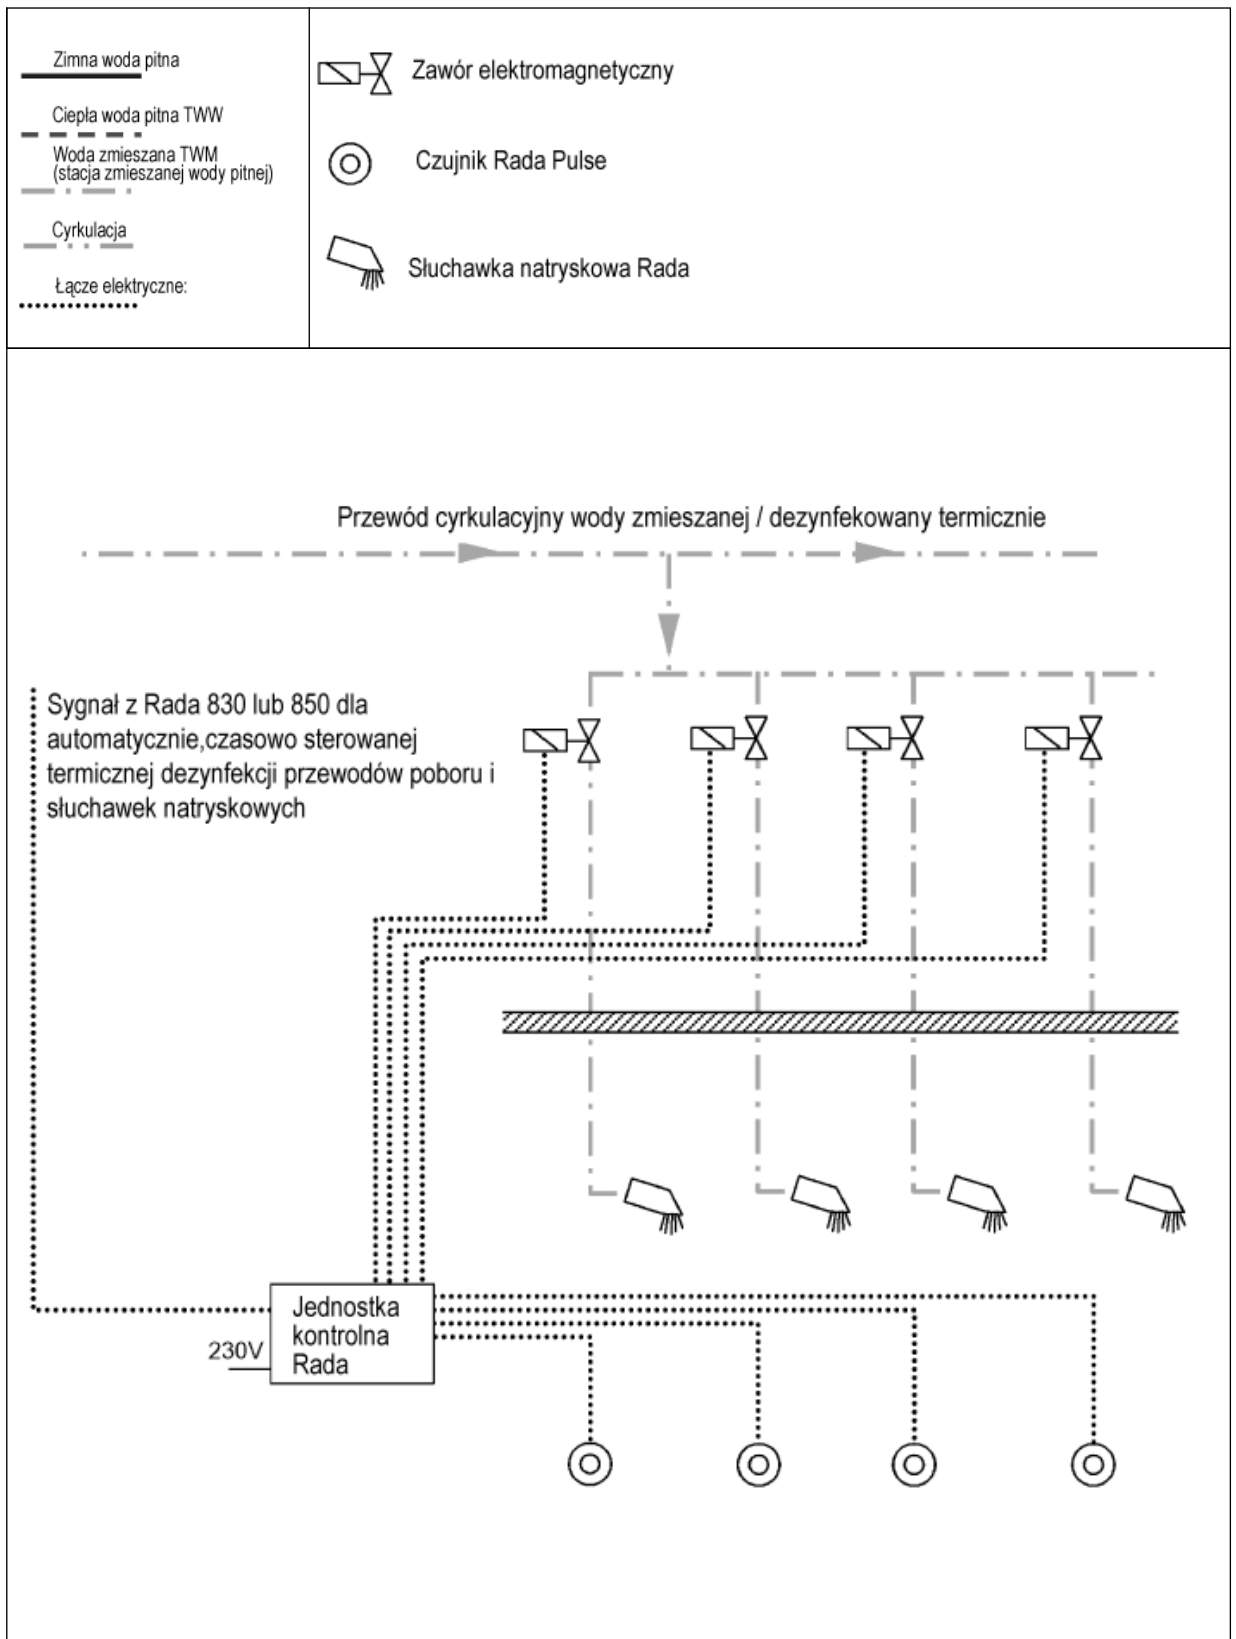 Zimna woda pitna
Ciepła woda pitna TWW
Woda zmieszana TWM
(stacja zmieszanej wody pitnej)
Cyrkulacja
Łącze elektryczne:
Zawór elektromagnetyczny
Czujnik Rada Pulse
Słuchawka natryskowa Rada
Przewód cyrkulacyjny wody zmieszanej / dezynfekowany termicznie
Sygnał z Rada 830 lub 850 dla
automatycznie,czasowo sterowanej
termicznej dezynfekcji przewodów poboru i
słuchawek natryskowych
Jednostka
kontrolna
Rada
230V